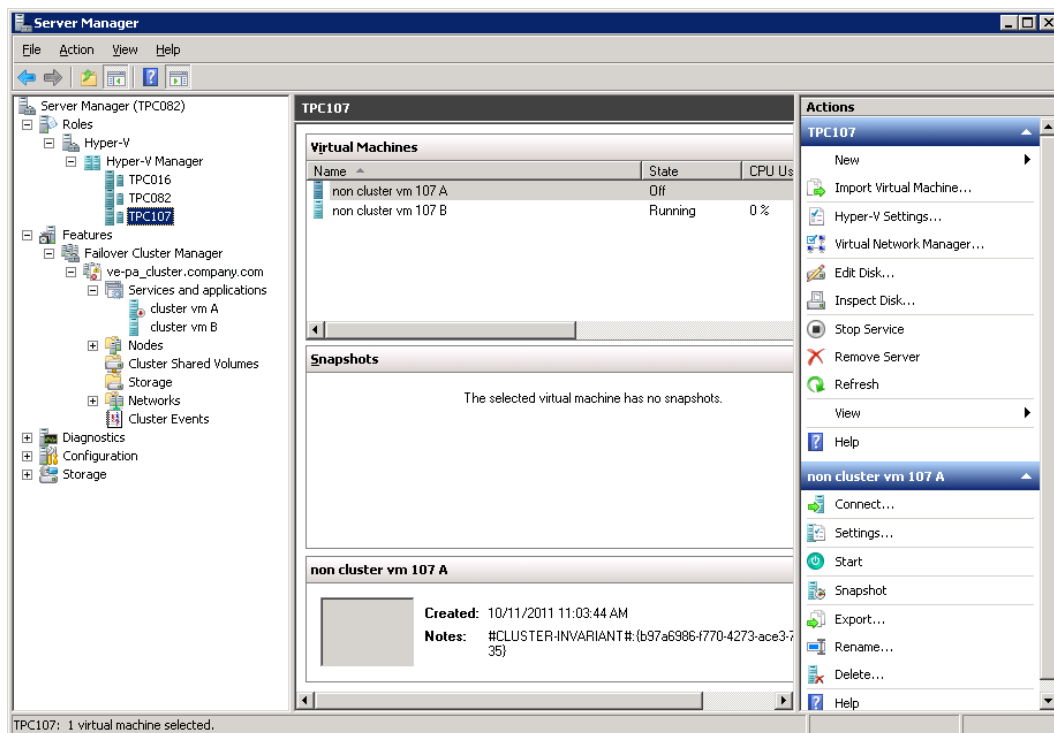 Server Manager
File Action View Help
Server Manager (TPC082)
Roles
Hyper-V
Hyper-V Manager
TPC016
TPC082
TPC107
Features
Failover Cluster Manager
ve-pa_cluster.company.com
Services and applications
cluster vm A
cluster vm B
Nodes
Cluster Shared Volumes
Storage
Networks
Cluster Events
Diagnostics
Configuration
Storage
TPC107
Virtual Machines
Name State CPU Us
non cluster vm 107 A Off
non cluster vm 107 B Running 0 %
Snapshots
The selected virtual machine has no snapshots.
non cluster vm 107 A
Created: 10/11/2011 11:03:44 AM
Notes: #CLUSTER-INVARIANT#:{b97a6986-f770-4273-ace3-7
35}
Actions
TPC107
New
Import Virtual Machine...
Hyper-V Settings...
Virtual Network Manager...
Edit Disk...
Inspect Disk...
Stop Service
Remove Server
Refresh
View
Help
non cluster vm 107 A
Connect...
Settings...
Start
Snapshot
Export...
Rename...
Delete...
Help
TPC107: 1 virtual machine selected.